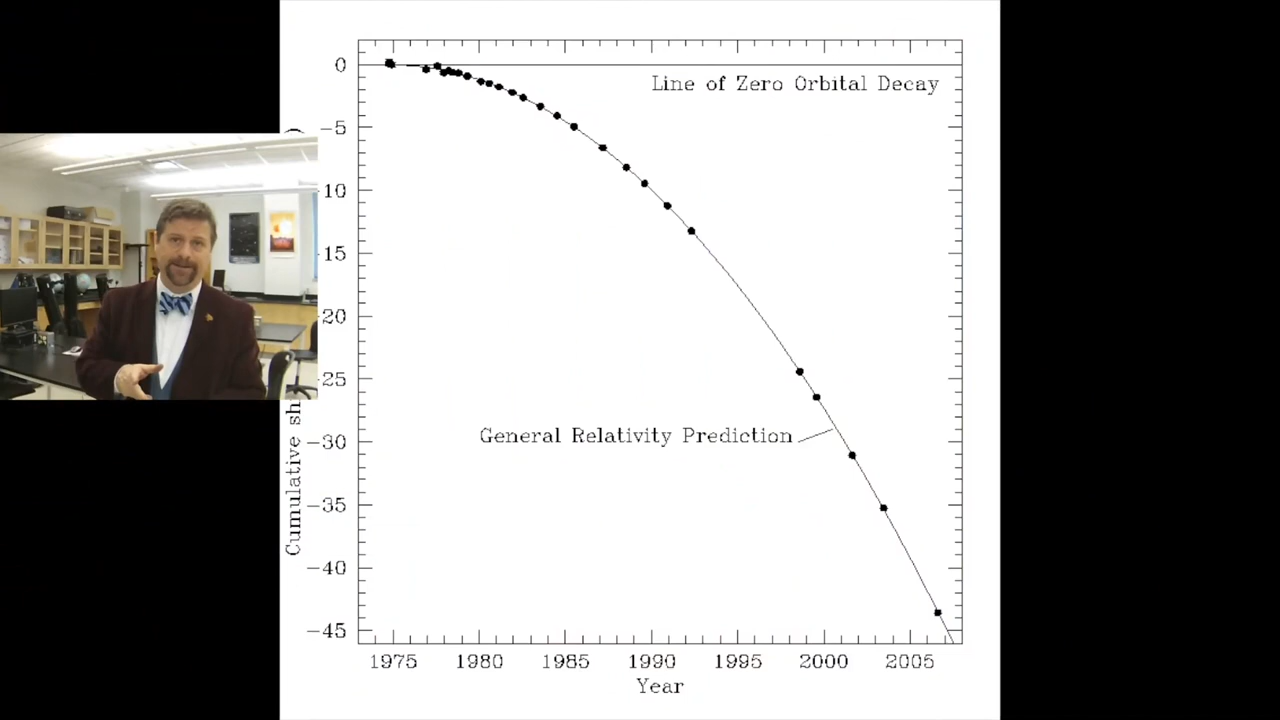 0
Line of Zero Orbital Decay
−5
10
15
20
25
General Relativity Prediction
−30
Cumulative sh
−35
−40
−45
1975 1980 1985 1990 1995 2000 2005
Year